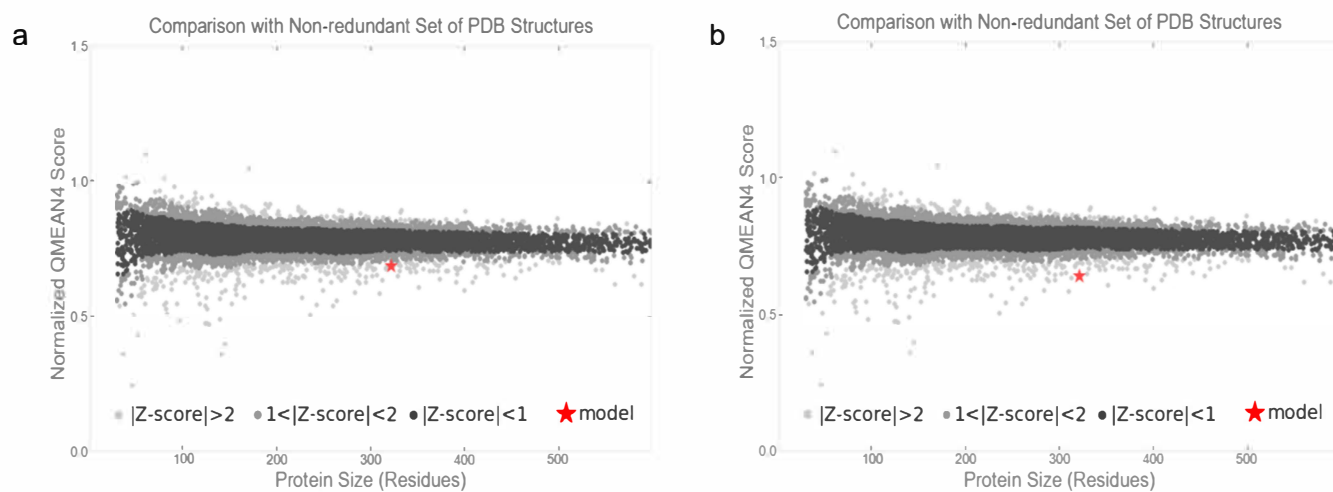 a
Comparison with Non-redundant Set of PDB Structures
1.5
1.0
0.5
0.0
Normalized QMEAN4 Score
|Z-score|>2 1<|Z-score|<2 |Z-score|<1 model
100 200 300 400 500
Protein Size (Residues)
b
Comparison with Non-redundant Set of PDB Structures
1.5
1.0
0.5
0.0
Normalized QMEAN4 Score
|Z-score|>2 1<|Z-score|<2 |Z-score|<1 model
100 200 300 400 500
Protein Size (Residues)